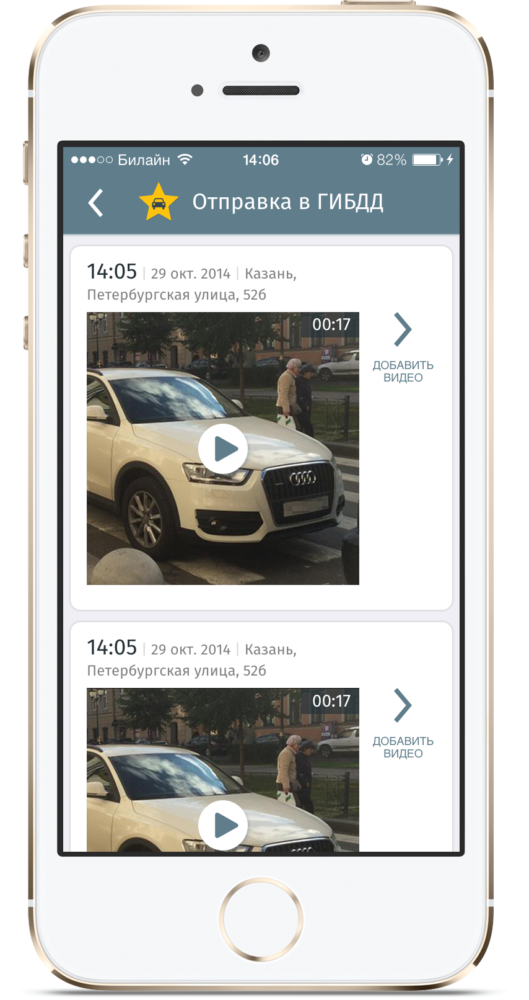 Билайн 14:06 82%
Отправка в ГИБДД
14:05 | 29 окт. 2014 | Казань,
Петербургская улица, 52б
00:17
ДОБАВИТЬ
ВИДЕО
14:05 | 29 окт. 2014 | Казань,
Петербургская улица, 52б
00:17
ДОБАВИТЬ
ВИДЕО